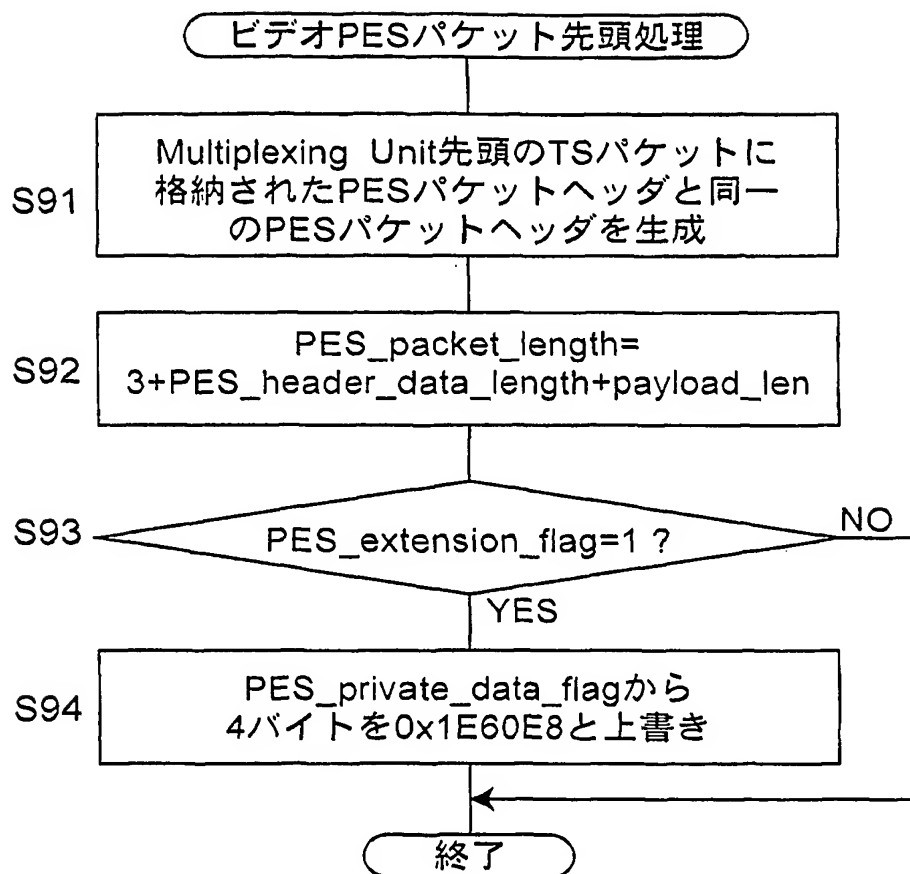 ビデオPESパケット先頭処理
S91
Multiplexing Unit先頭のTSパケットに
格納されたPESパケットヘッダと同一
のPESパケットヘッダを生成
S92
PES_packet_length=
3+PES_header_data_length+payload_len
S93
PES_extension_flag=1 ?
NO
YES
S94
PES_private_data_flagから
4バイトを0x1E60E8と上書き
終了